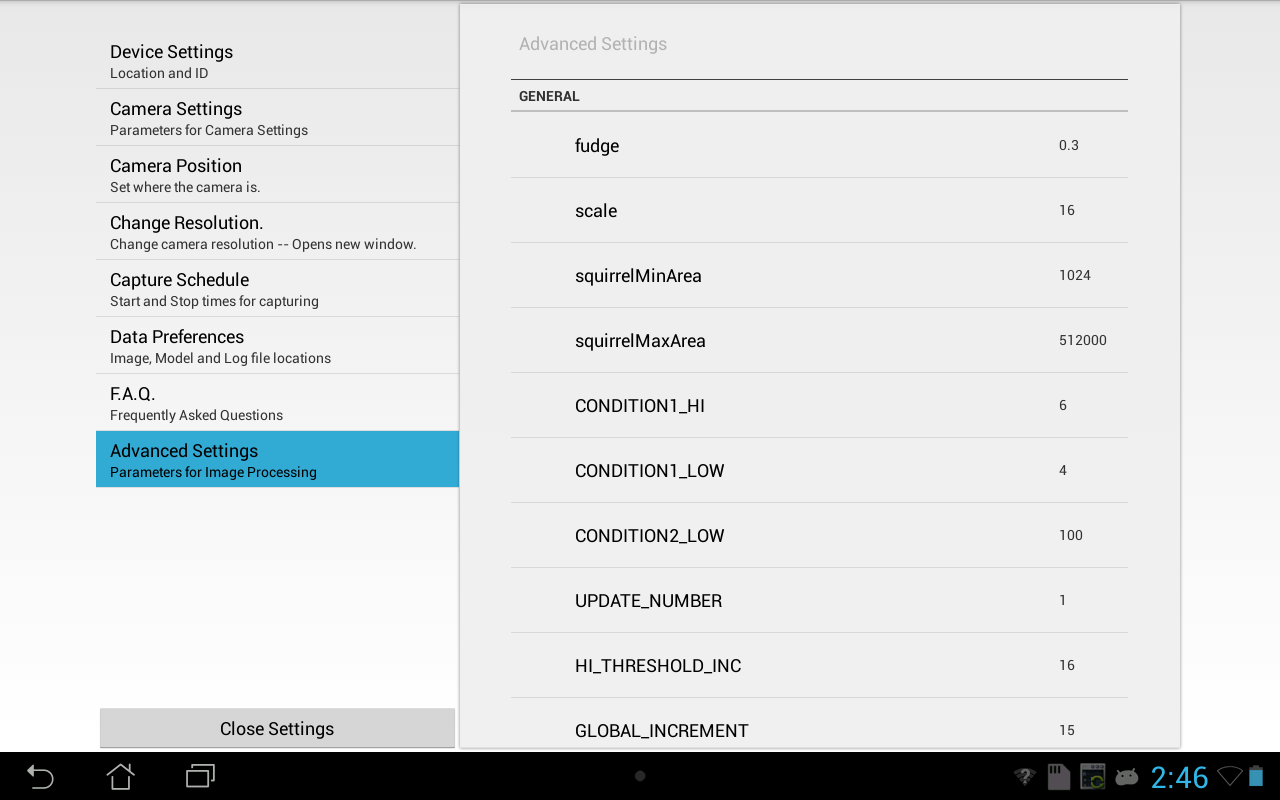 Device Settings
Location and ID
Camera Settings
Parameters for Camera Settings
Camera Position
Set where the camera is.
Change Resolution.
Change camera resolution -- Opens new window.
Capture Schedule
Start and Stop times for capturing
Data Preferences
Image, Model and Log file locations
F.A.Q.
Frequently Asked Questions
Advanced Settings
Parameters for Image Processing
Close Settings
Advanced Settings
GENERAL
fudge 0.3
scale 16
squirrelMinArea 1024
squirrelMaxArea 512000
CONDITION1_HI 6
CONDITION1_LOW 4
CONDITION2_LOW 100
UPDATE_NUMBER 1
HI_THRESHOLD_INC 16
GLOBAL_INCREMENT 15
2:46